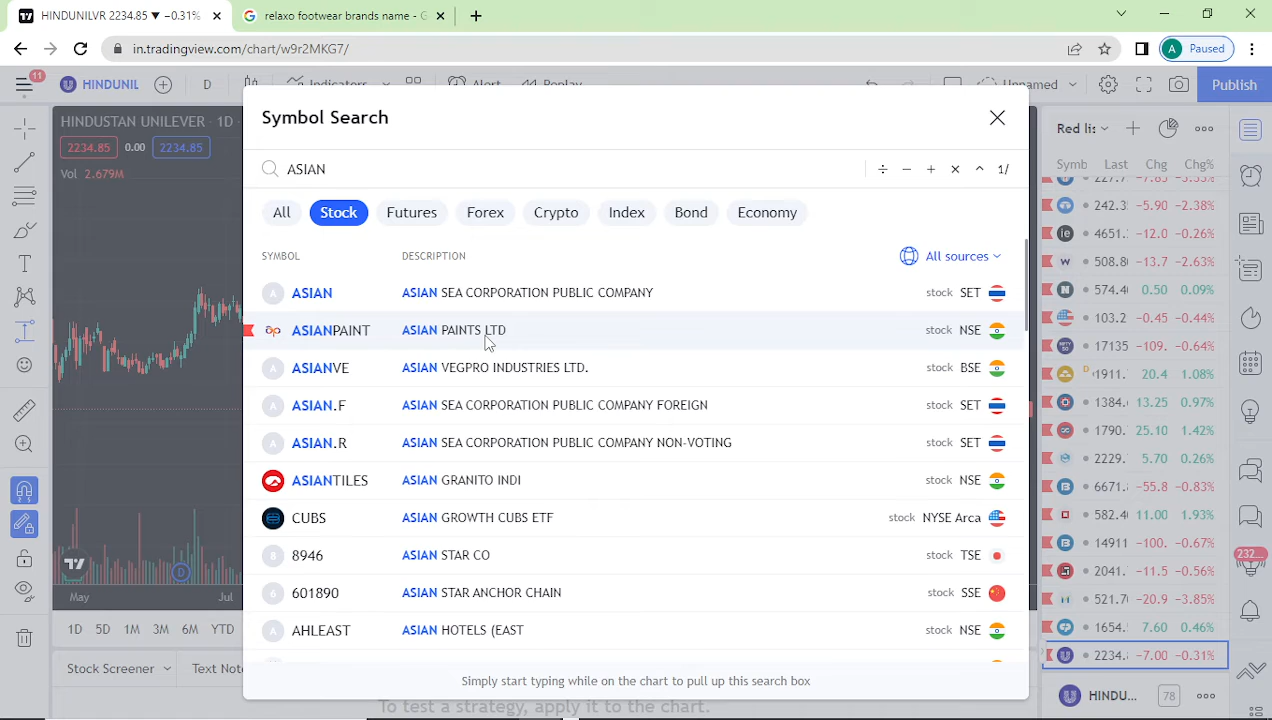 HINDUNILVR 2234.85 ▼ −0.31%
relaxo footwear brands name - G
in.tradingview.com/chart/w9r2MKG7/
A Paused
11
HINDUNIL
D
Indicators
Alert
Replay
Unnamed
Publish
HINDUSTAN UNILEVER · 1D ·
2234.85 0.00 2234.85
Vol 2.679M
Symbol Search
ASIAN
÷ − + × ^ 1/
All Stock Futures Forex Crypto Index Bond Economy
SYMBOL DESCRIPTION All sources
A ASIAN ASIAN SEA CORPORATION PUBLIC COMPANY stock SET
ap ASIANPAINT ASIAN PAINTS LTD stock NSE
A ASIANVE ASIAN VEGPRO INDUSTRIES LTD. stock BSE
A ASIAN.F ASIAN SEA CORPORATION PUBLIC COMPANY FOREIGN stock SET
A ASIAN.R ASIAN SEA CORPORATION PUBLIC COMPANY NON-VOTING stock SET
ASIANTILES ASIAN GRANITO INDI stock NSE
CUBS ASIAN GROWTH CUBS ETF stock NYSE Arca
8 8946 ASIAN STAR CO stock TSE
6 601890 ASIAN STAR ANCHOR CHAIN stock SSE
A AHLEAST ASIAN HOTELS (EAST stock NSE
Simply start typing while on the chart to pull up this search box
Red li
Symb Last Chg Chg%
242.3 −5.90 −2.38%
4651. −12.0 −0.26%
508.8 −13.7 −2.63%
574.4 0.50 0.09%
103.2 −0.45 −0.44%
17135 −109. −0.64%
D 1911. 20.4 1.08%
1384. 13.25 0.97%
1790. 25.10 1.42%
2229. 5.70 0.26%
6671. −55.8 −0.83%
582.4 11.00 1.93%
14911 −100. −0.67%
2041. −11.5 −0.56%
521.7 −20.9 −3.85%
1654. 7.60 0.46%
2234. −7.00 −0.31%
HINDU... 78
232
D
May Jul
1D 5D 1M 3M 6M YTD
Stock Screener Text Not
To test a strategy, apply it to the chart.